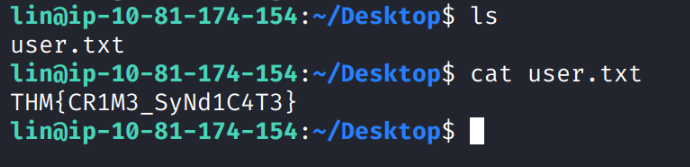 lin@ip-10-81-174-154:~/Desktop$ ls
user.txt
lin@ip-10-81-174-154:~/Desktop$ cat user.txt
THM{CR1M3_SyNd1C4T3}
lin@ip-10-81-174-154:~/Desktop$